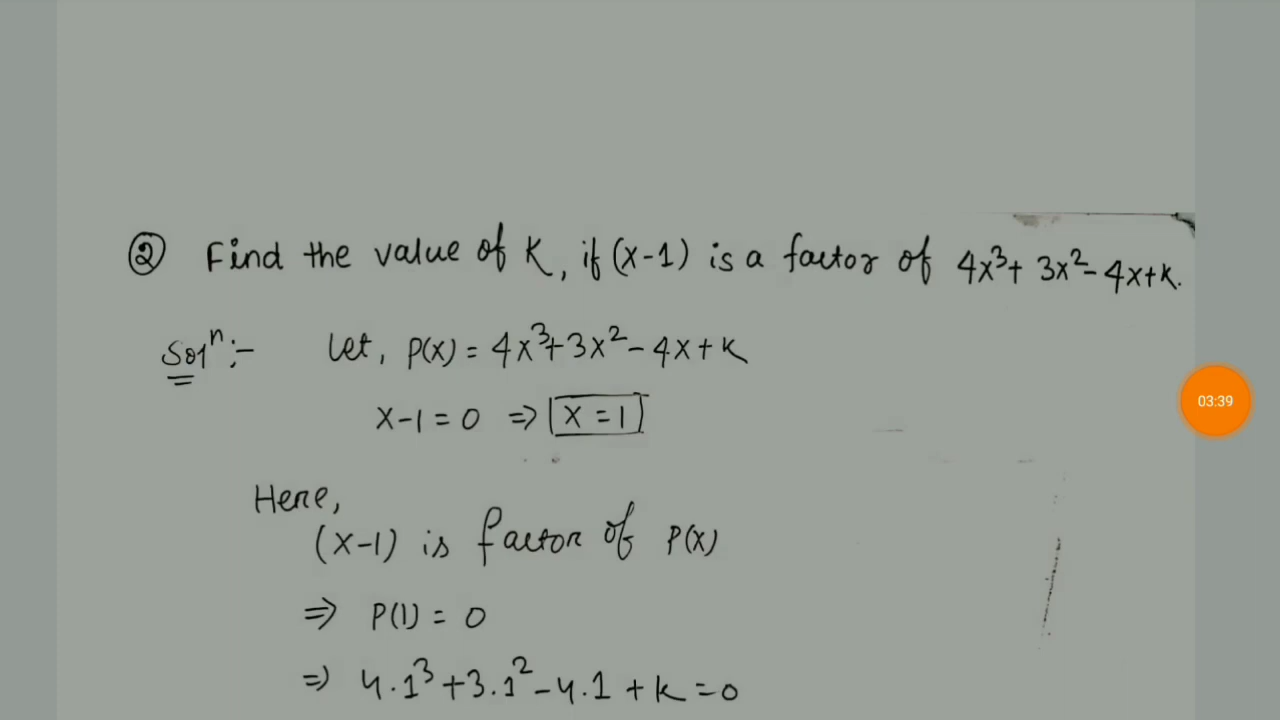 ② Find the value of K, if (x-1) is a factor of 4x³+ 3x²- 4x+k.
Solⁿ:- Let, P(x) = 4x³+3x²-4x+k
x-1=0 ⇒ x=1
03:39
Here,
(x-1) is factor of P(x)
⇒ P(1) = 0
⇒ 4.1³+3.1²-4.1+k=0